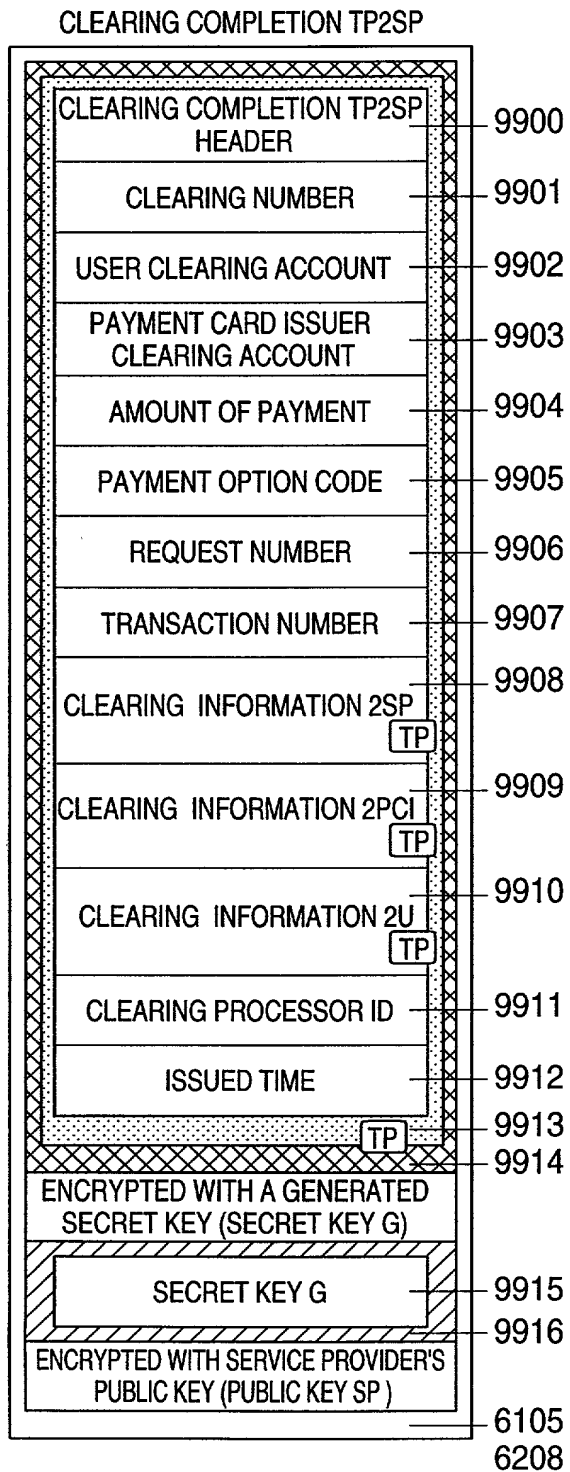 CLEARING COMPLETION TP2SP
CLEARING COMPLETION TP2SP
HEADER
9900
CLEARING NUMBER
9901
USER CLEARING ACCOUNT
9902
PAYMENT CARD ISSUER
CLEARING ACCOUNT
9903
AMOUNT OF PAYMENT
9904
PAYMENT OPTION CODE
9905
REQUEST NUMBER
9906
TRANSACTION NUMBER
9907
9908
CLEARING INFORMATION 2SP
TP
9909
CLEARING INFORMATION 2PCI
TP
9910
CLEARING INFORMATION 2U
TP
CLEARING PROCESSOR ID
9911
ISSUED TIME
9912
TP
9913
9914
ENCRYPTED WITH A GENERATED
SECRET KEY (SECRET KEY G)
SECRET KEY G
9915
9916
ENCRYPTED WITH SERVICE PROVIDER'S
PUBLIC KEY (PUBLIC KEY SP )
6105
6208